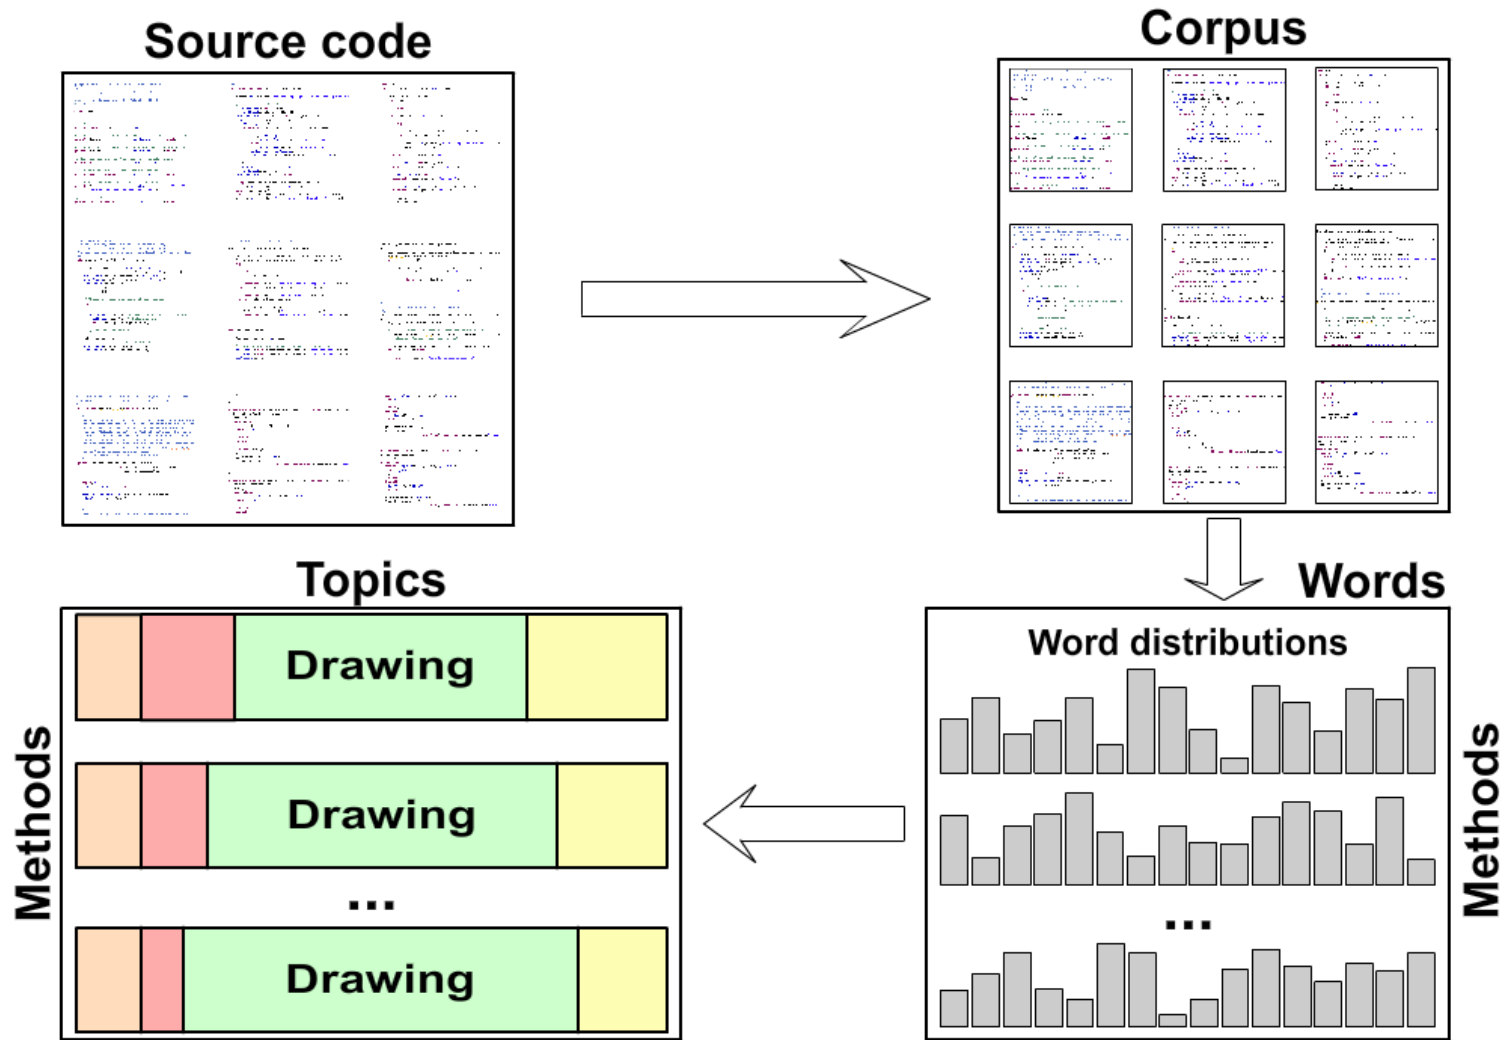 Source code
Corpus
Topics
Words
Word distributions
Drawing
Drawing
...
Drawing
Methods
...
Methods